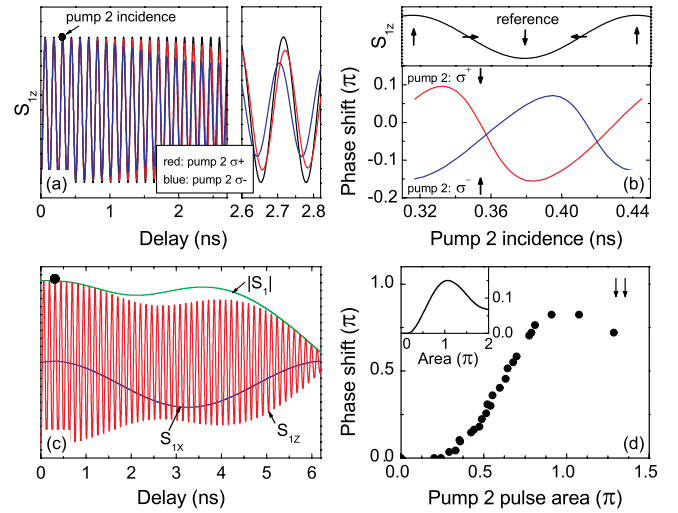 pump 2 incidence
S1Z
(a)
red: pump 2 σ+
blue: pump 2 σ-
0 1 2 2.6 2.7 2.8
Delay (ns)
reference
S1Z
pump 2: σ+
0.1
0.0
-0.1
-0.2
Phase shift (π)
pump 2: σ-
(b)
0.32 0.36 0.40 0.44
Pump 2 incidence (ns)
|S1|
S1X
S1Z
(c)
0 1 2 3 4 5 6
Delay (ns)
1.0
0.5
0.0
Phase shift (π)
0.1
0.0
0 1 2
Area (π)
(d)
0.0 0.5 1.0 1.5
Pump 2 pulse area (π)